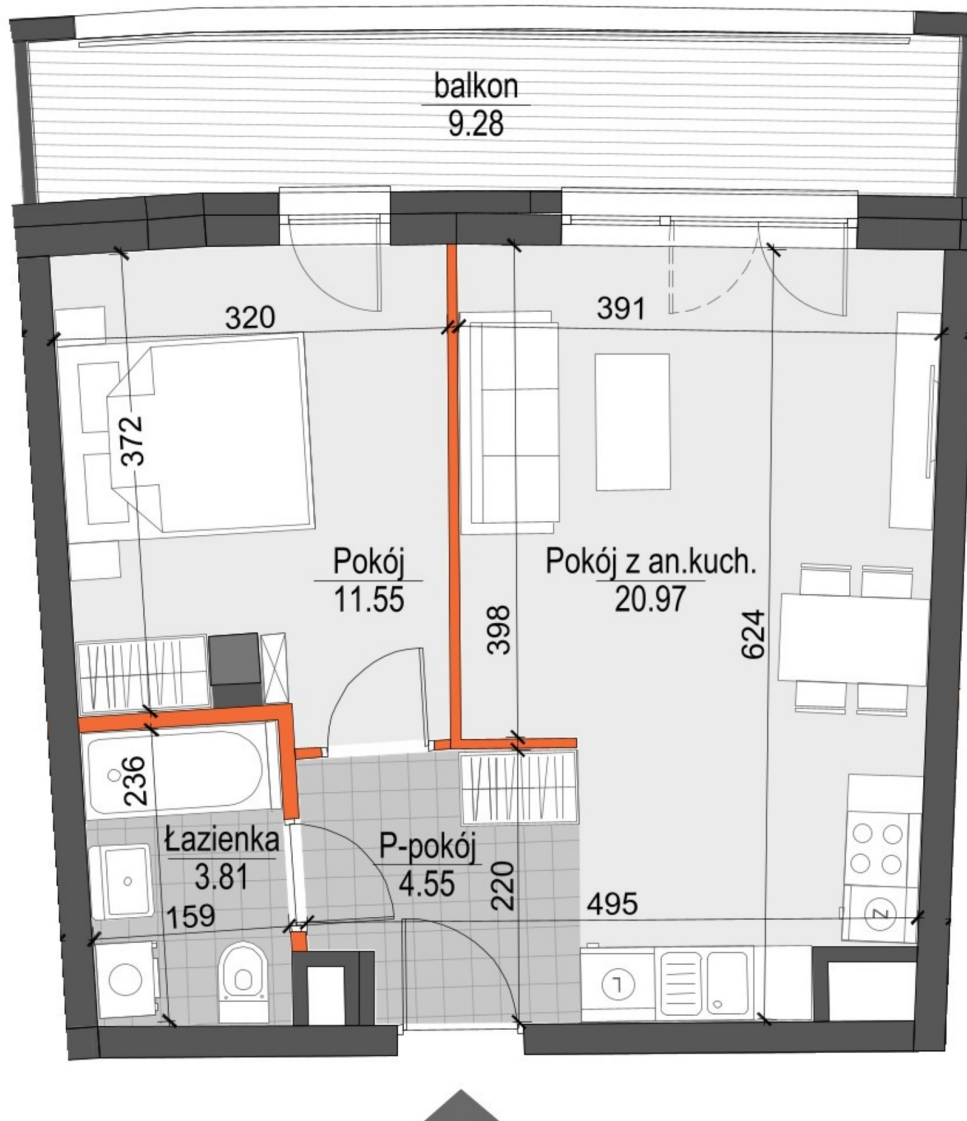 balkon
9.28
320
391
372
Pokój
11.55
Pokój z an.kuch.
20.97
398
624
236
Łazienka
3.81
P-pokój
4.55
220
159
495
Z
L